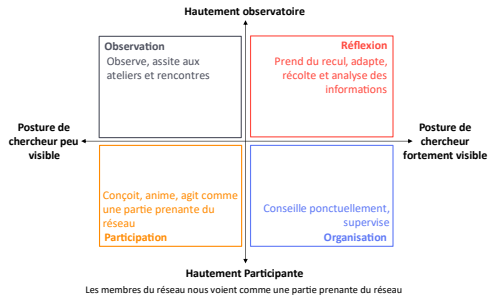 Hautement observatoire
Observation
Observe, assite aux
ateliers et rencontres
Réflexion
Prend du recul, adapte,
récolte et analyse des
informations
Posture de
chercheur peu
visible
Posture de
chercheur
fortement visible
Conçoit, anime, agit comme
une partie prenante du
réseau
Participation
Conseille ponctuellement,
supervise
Organisation
Hautement Participante
Les membres du réseau nous voient comme une partie prenante du réseau